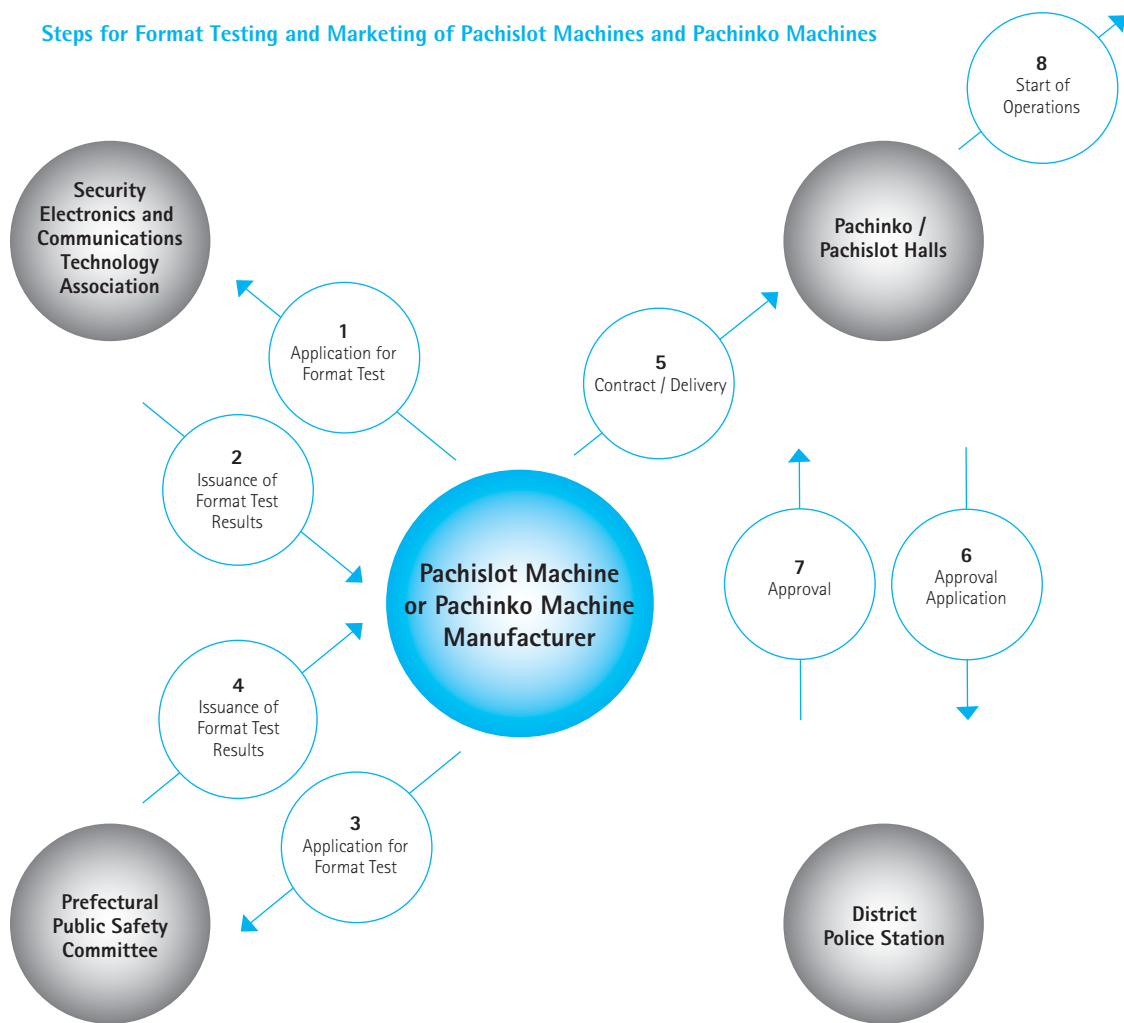 Steps for Format Testing and Marketing of Pachislot Machines and Pachinko Machines
8
Start of
Operations
Security
Electronics and
Communications
Technology
Association
Pachinko /
Pachislot Halls
1
Application for
Format Test
5
Contract / Delivery
2
Issuance of
Format Test
Results
Pachislot Machine
or Pachinko Machine
Manufacturer
7
Approval
6
Approval
Application
4
Issuance of
Format Test
Results
3
Application for
Format Test
Prefectural
Public Safety
Committee
District
Police Station